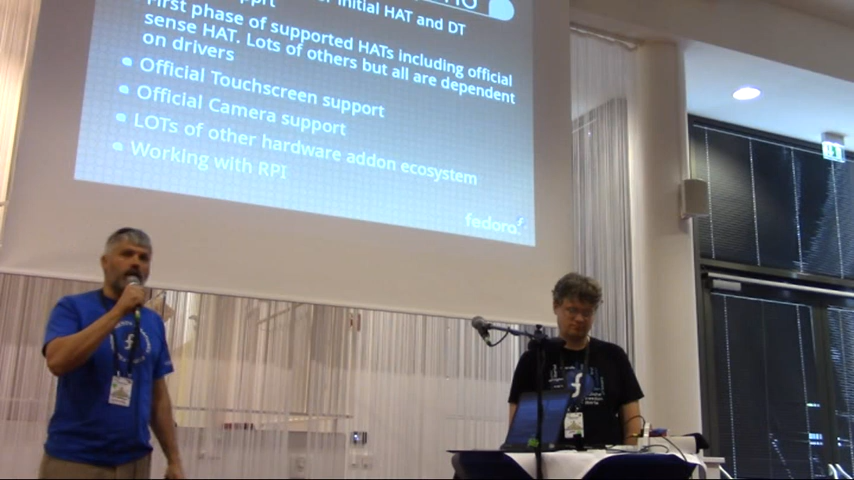 initial HAT and DT
First phase of supported HATs including official
sense HAT. Lots of others but all are dependent
on drivers
• Official Touchscreen support
• Official Camera support
• LOTs of other hardware addon ecosystem
• Working with RPI
fedora